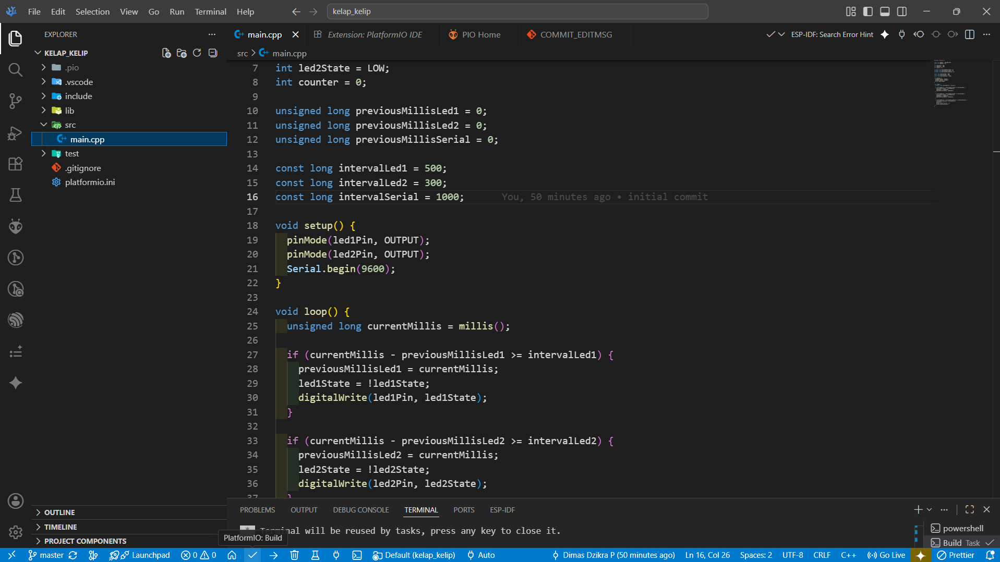 File Edit Selection View Go Run Terminal Help
kelap_kelip
EXPLORER
main.cpp
Extension: PlatformIO IDE
PIO Home
COMMIT_EDITMSG
ESP-IDF: Search Error Hint
KELAP_KELIP
.pio
.vscode
include
lib
src
main.cpp
test
.gitignore
platformio.ini
src > main.cpp
7 int led2State = LOW;
8 int counter = 0;
9
10 unsigned long previousMillisLed1 = 0;
11 unsigned long previousMillisLed2 = 0;
12 unsigned long previousMillisSerial = 0;
13
14 const long intervalLed1 = 500;
15 const long intervalLed2 = 300;
16 const long intervalSerial = 1000; You, 50 minutes ago • initial commit
17
18 void setup() {
19 pinMode(led1Pin, OUTPUT);
20 pinMode(led2Pin, OUTPUT);
21 Serial.begin(9600);
22 }
23
24 void loop() {
25 unsigned long currentMillis = millis();
26
27 if (currentMillis - previousMillisLed1 >= intervalLed1) {
28 previousMillisLed1 = currentMillis;
29 led1State = !led1State;
30 digitalWrite(led1Pin, led1State);
31 }
32
33 if (currentMillis - previousMillisLed2 >= intervalLed2) {
34 previousMillisLed2 = currentMillis;
35 led2State = !led2State;
36 digitalWrite(led2Pin, led2State);
37 }
OUTLINE
TIMELINE
PROJECT COMPONENTS
PROBLEMS OUTPUT DEBUG CONSOLE TERMINAL PORTS ESP-IDF
* Terminal will be reused by tasks, press any key to close it.
powershell
Build Task
PlatformIO: Build
master Launchpad 0 0 Default (kelap_kelip) Auto Dimas Dzikra P (50 minutes ago) Ln 16, Col 26 Spaces: 2 UTF-8 CRLF C++ Go Live Prettier